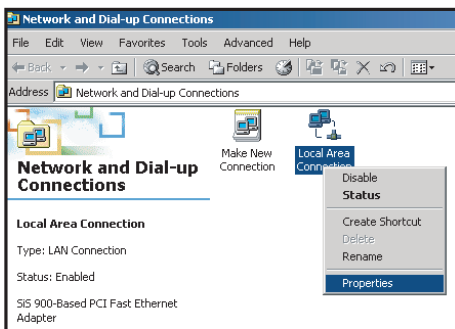 Network and Dial-up Connections
File Edit View Favorites Tools Advanced Help
Back Search Folders
Address Network and Dial-up Connections
Network and Dial-up
Connections
Local Area Connection
Type: LAN Connection
Status: Enabled
SiS 900-Based PCI Fast Ethernet
Adapter
Make New
Connection
Local Area
Connection
Disable
Status
Create Shortcut
Delete
Rename
Properties